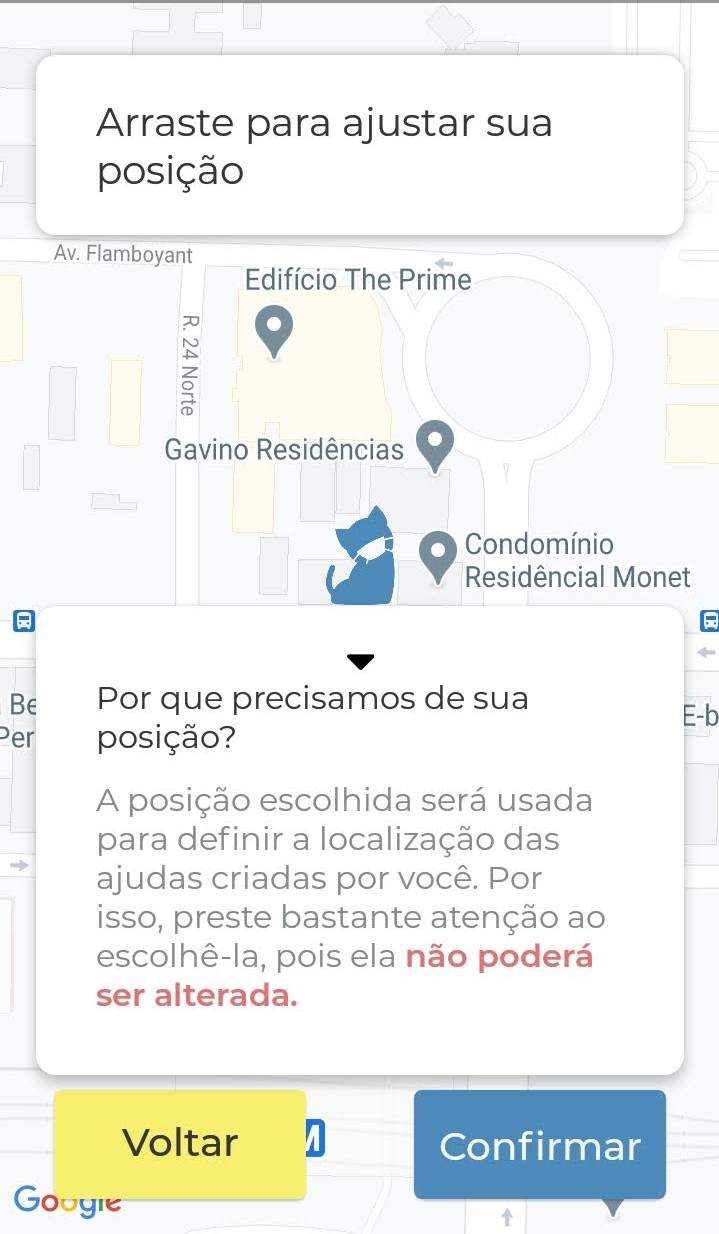 Arraste para ajustar sua
posição
Av. Flamboyant
Edifício The Prime
R. 24 Norte
Gavino Residências
Condomínio
Residêncial Monet
Por que precisamos de sua
posição?
A posição escolhida será usada
para definir a localização das
ajudas criadas por você. Por
isso, preste bastante atenção ao
escolhê-la, pois ela não poderá
ser alterada.
Voltar
Confirmar
Google